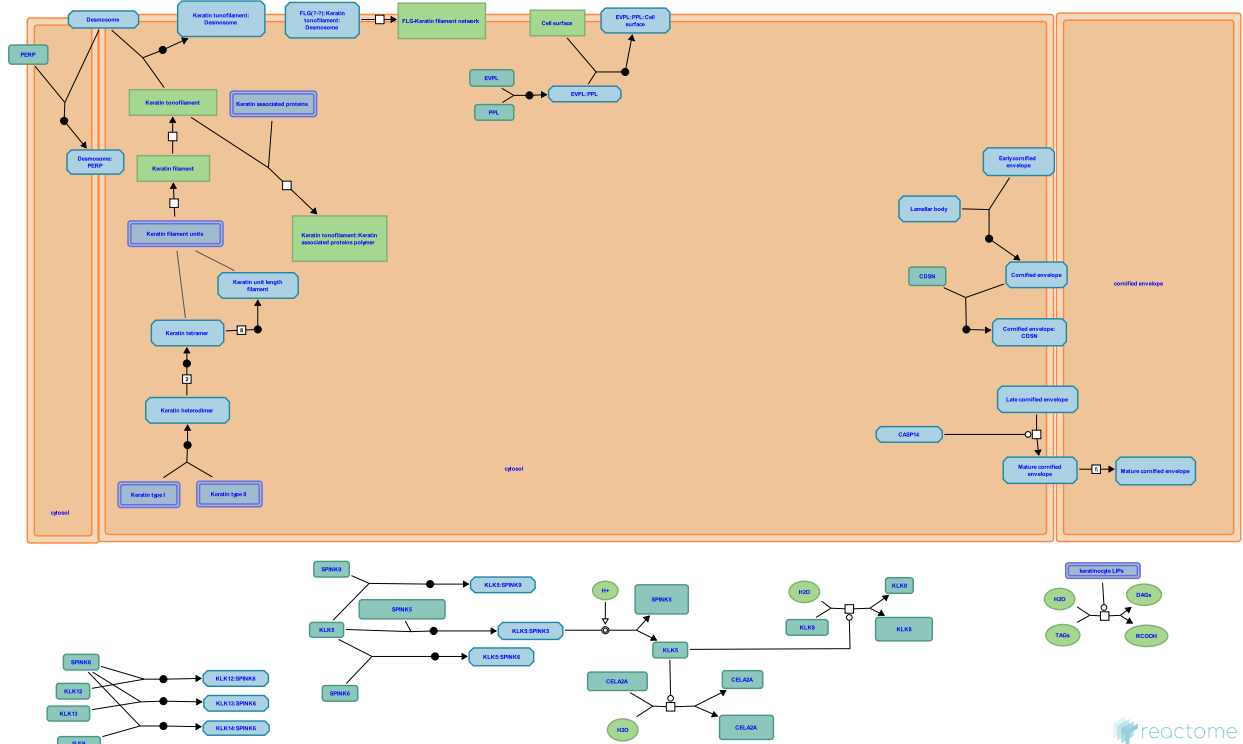 Desmosome
Keratin tonofilament:
Desmosome
FLG(?-?):Keratin
tonofilament:
Desmosome
FLG-Keratin filament network
Cell surface
EVPL:PPL:Cell
surface
PERP
EVPL
EVPL:PPL
PPL
Keratin tonofilament
Keratin associated proteins
Desmosome:
PERP
Keratin filament
Early cornified
envelope
Lamellar body
Keratin filament units
Keratin tonofilament::Keratin
associated proteins polymer
Keratin unit length
filament
CDSN
Cornified envelope
cornified envelope
Keratin tetramer
8
Cornified envelope:
CDSN
2
Keratin heterodimer
Late cornified envelope
CASP14
Mature cornified
envelope
Mature cornified envelope
cytosol
Keratin type I
Keratin type II
cytosol
SPINK9
KLK5:SPINK9
H+
SPINK5
SPINK5
KLK5
KLK5:SPINK5
KLK5
KLK5:SPINK6
SPINK6
H2O
KLK8
KLK8
KLK8
keratinocyte LIPs
H2O
DAGs
TAGs
RCOOH
SPINK6
KLK12
KLK12:SPINK6
KLK13
KLK13:SPINK6
KLK14:SPINK6
CELA2A
CELA2A
H2O
CELA2A
reactome